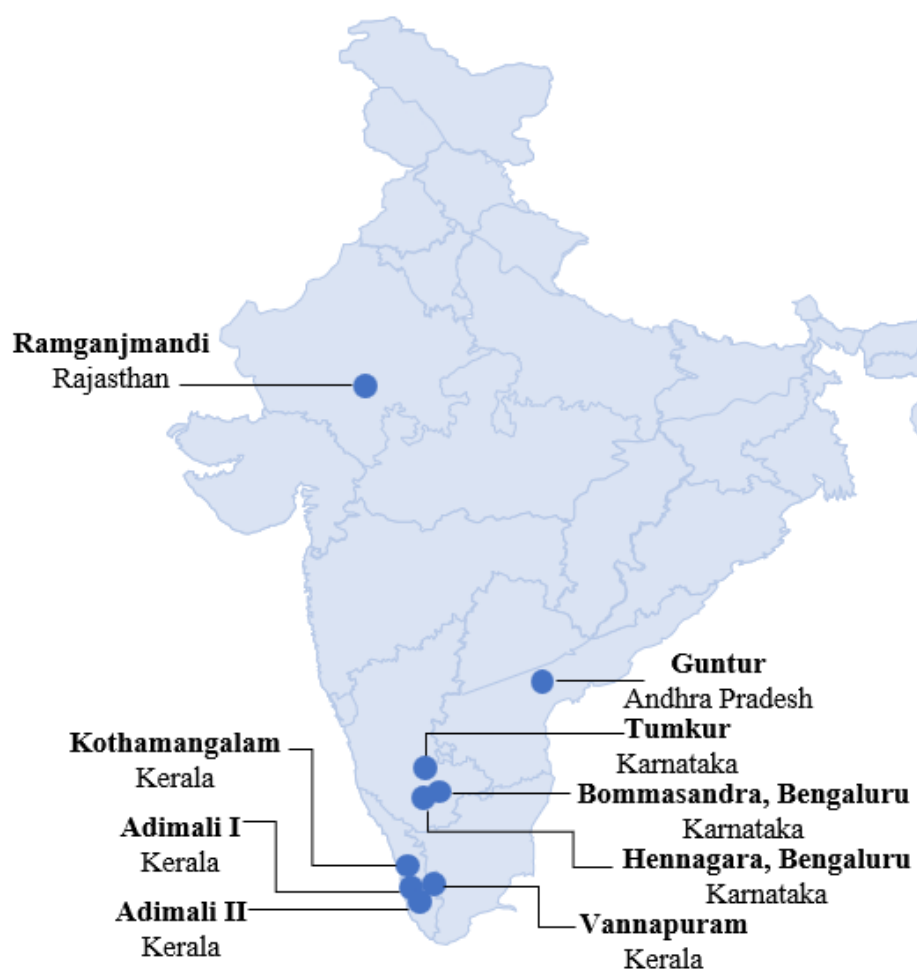 Ramganjmandi
Rajasthan
Guntur
Andhra Pradesh
Tumkur
Karnataka
Kothamangalam
Kerala
Bommasandra, Bengaluru
Karnataka
Adimali I
Kerala
Hennagara, Bengaluru
Karnataka
Adimali II
Kerala
Vannapuram
Kerala